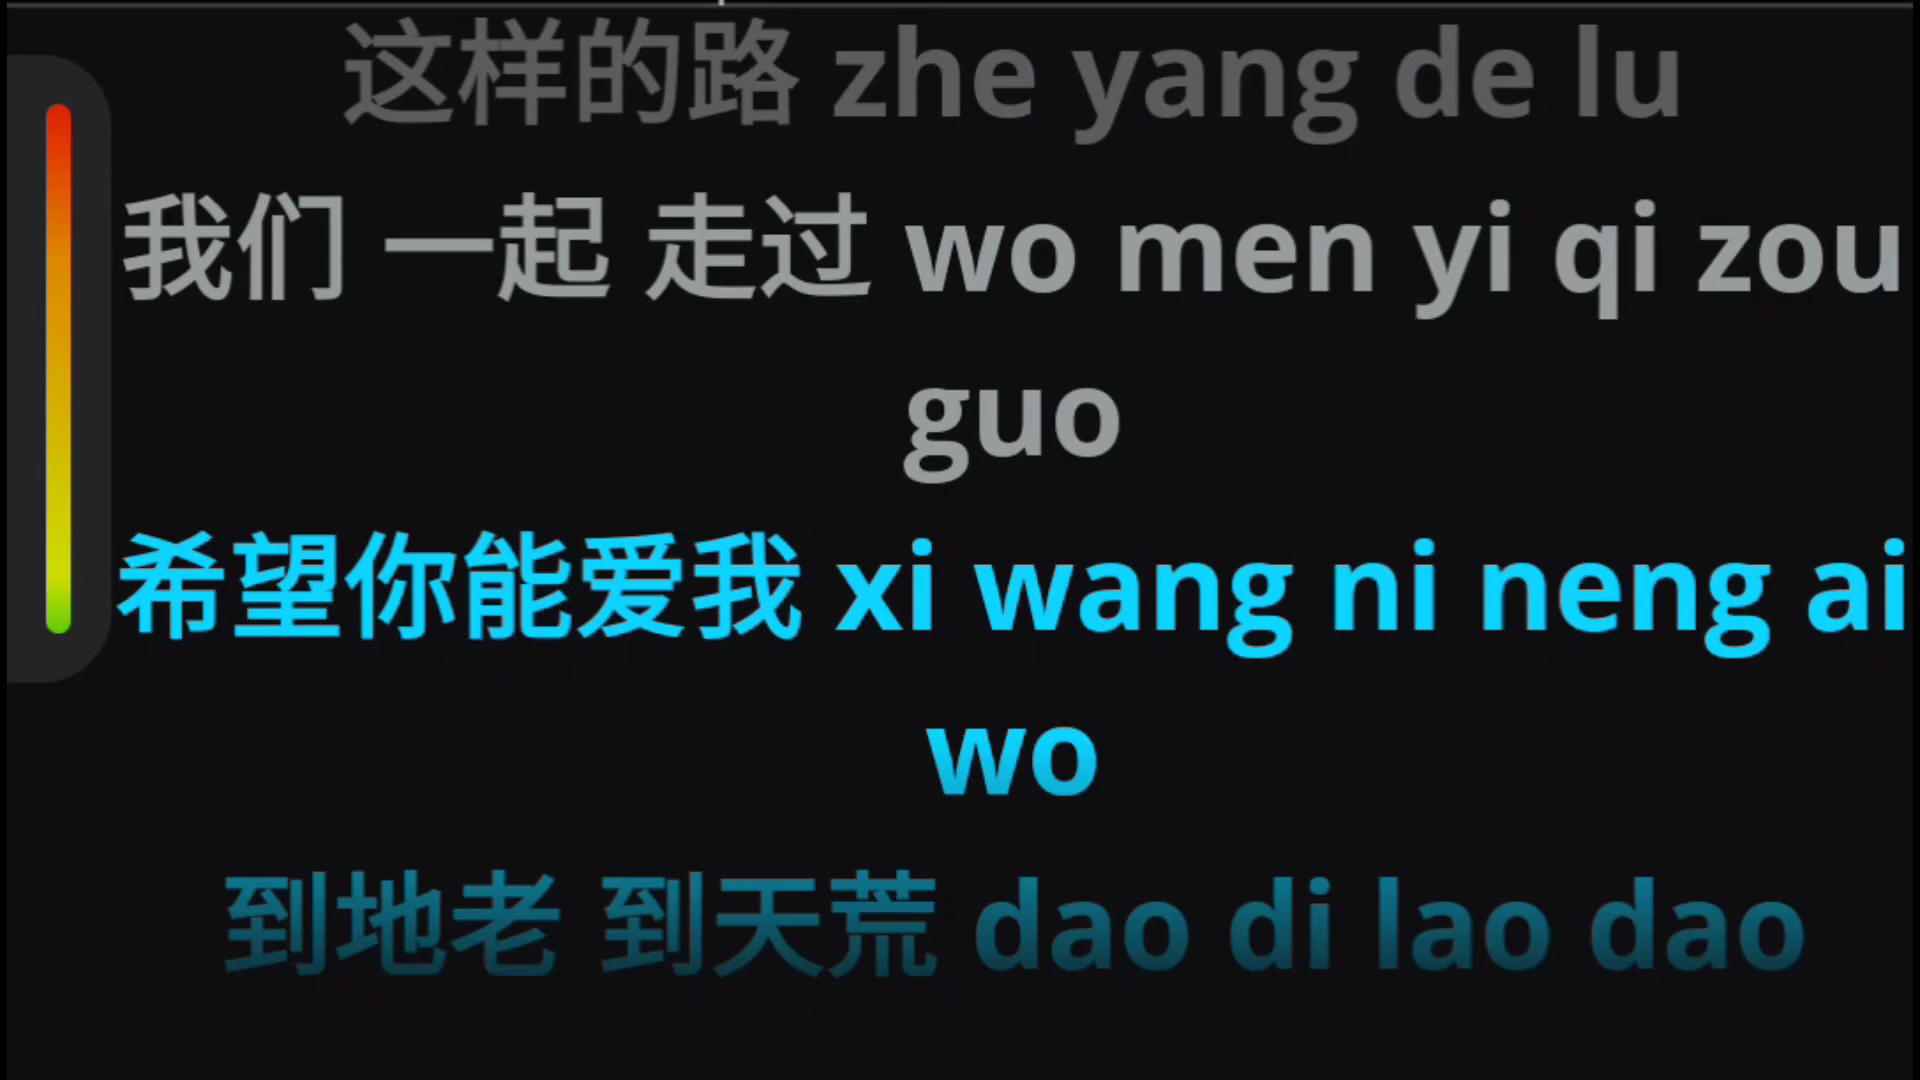 这样的路 zhe yang de lu
我们 一起 走过 wo men yi qi zou
guo
希望你能爱我 xi wang ni neng ai
wo
到地老 到天荒 dao di lao dao